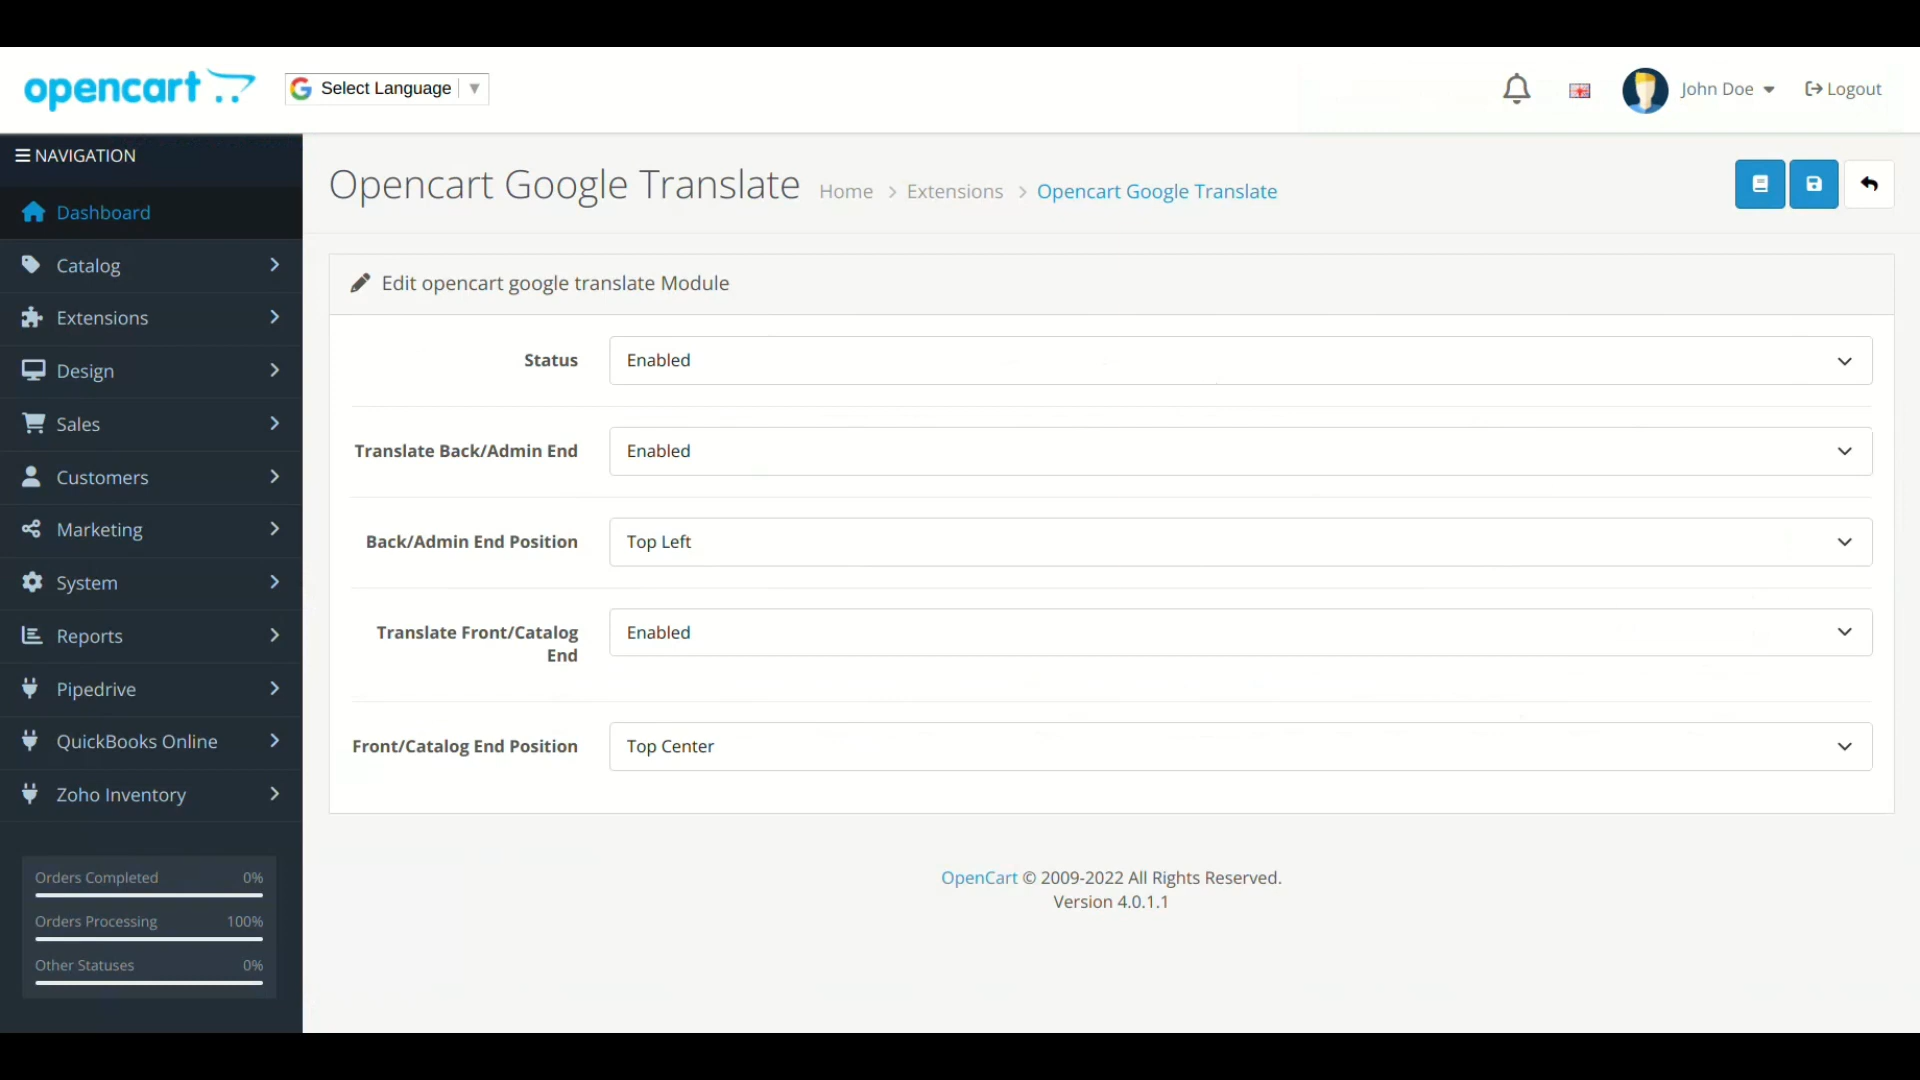 opencart
Select Language
John Doe
Logout
NAVIGATION
Dashboard
Catalog
Extensions
Design
Sales
Customers
Marketing
System
Reports
Pipedrive
QuickBooks Online
Zoho Inventory
Orders Completed 0%
Orders Processing 100%
Other Statuses 0%
Opencart Google Translate
Home > Extensions > Opencart Google Translate
Edit opencart google translate Module
Status Enabled
Translate Back/Admin End Enabled
Back/Admin End Position Top Left
Translate Front/Catalog
End
Enabled
Front/Catalog End Position Top Center
OpenCart © 2009-2022 All Rights Reserved.
Version 4.0.1.1